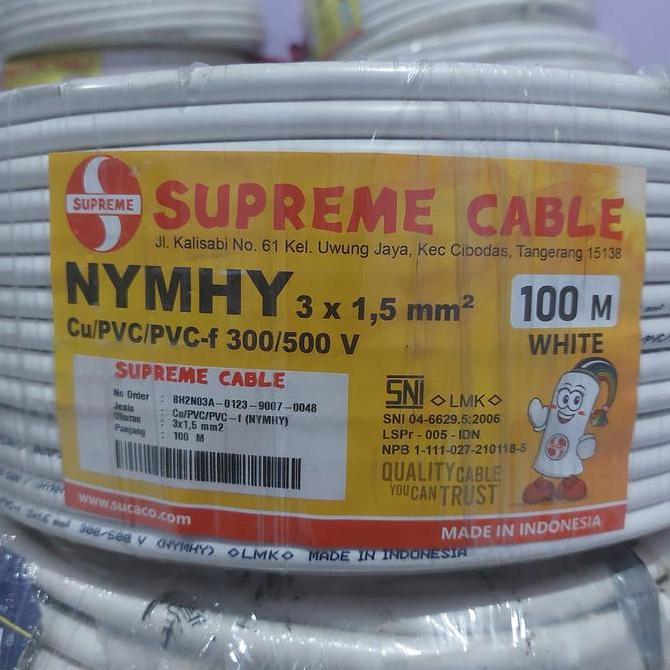 SUPREME
SUPREME CABLE
Jl. Kalisabi No. 61 Kel. Uwung Jaya, Kec Cibodas, Tangerang 15138
NYMHY 3 x 1,5 mm²
100 M
Cu/PVC/PVC-f 300/500 V
WHITE
SUPREME CABLE
No Order : BH2N03A-0123-9007-0048
Jenis : Cu/PVC/PVC-f (NYMHY)
Ukuran : 3x1,5 mm2
Panjang : 100 M
SNI ◇LMK◇
SNI 04-6629.5:2006
LSPr - 005 - IDN
NPB 1-111-027-210118-5
QUALITY CABLE
YOU CAN TRUST
www.sucaco.com
MADE IN INDONESIA
300/500 V (NYMHY) ◇LMK◇ MADE IN INDONESIA